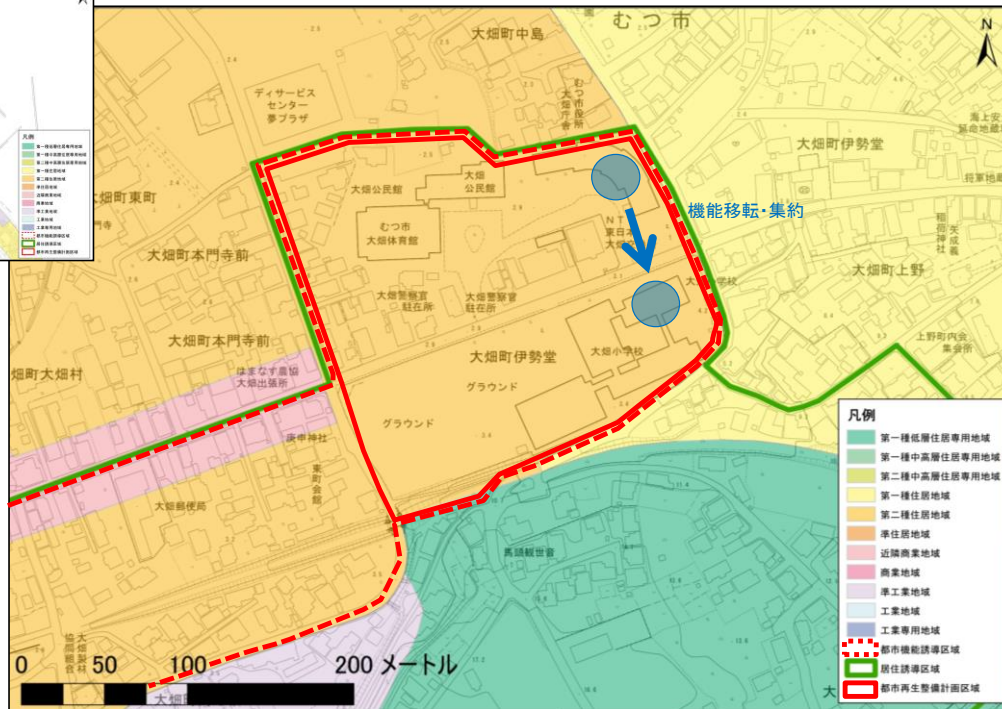 むつ市
N
大畑町中島
ディサービス
センター
夢プラザ
むつ市役所
大畑庁舎
大畑町伊勢堂
大畑町東町
大畑公民館
大畑
公民館
むつ市
大畑体育館
機能移転・集約
大畑町本門寺前
大畑警察官
駐在所
大畑警察官
駐在所
大畑町上野
稲荷神社
大畑町本門寺前
大畑町伊勢堂
大畑小学校
上野町内会
集会所
はまなす農協
大畑出張所
グラウンド
グラウンド
庚申神社
東町会館
大畑郵便局
馬頭観世音
大畑製材
協同組合
0 50 100 200 メートル
凡例
第一種低層住居専用地域
第一種中高層住居専用地域
第二種中高層住居専用地域
第一種住居地域
第二種住居地域
準住居地域
近隣商業地域
商業地域
準工業地域
工業地域
工業専用地域
都市機能誘導区域
居住誘導区域
都市再生整備計画区域